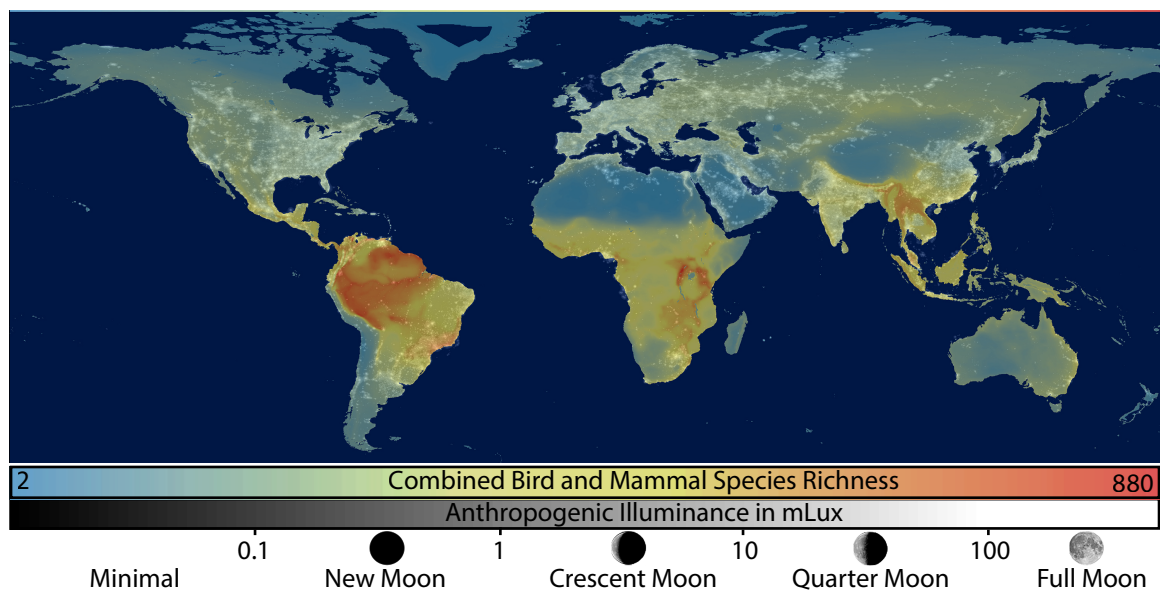 2 Combined Bird and Mammal Species Richness 880
Anthropogenic Illuminance in mLux
0.1 1 10 100
Minimal New Moon Crescent Moon Quarter Moon Full Moon